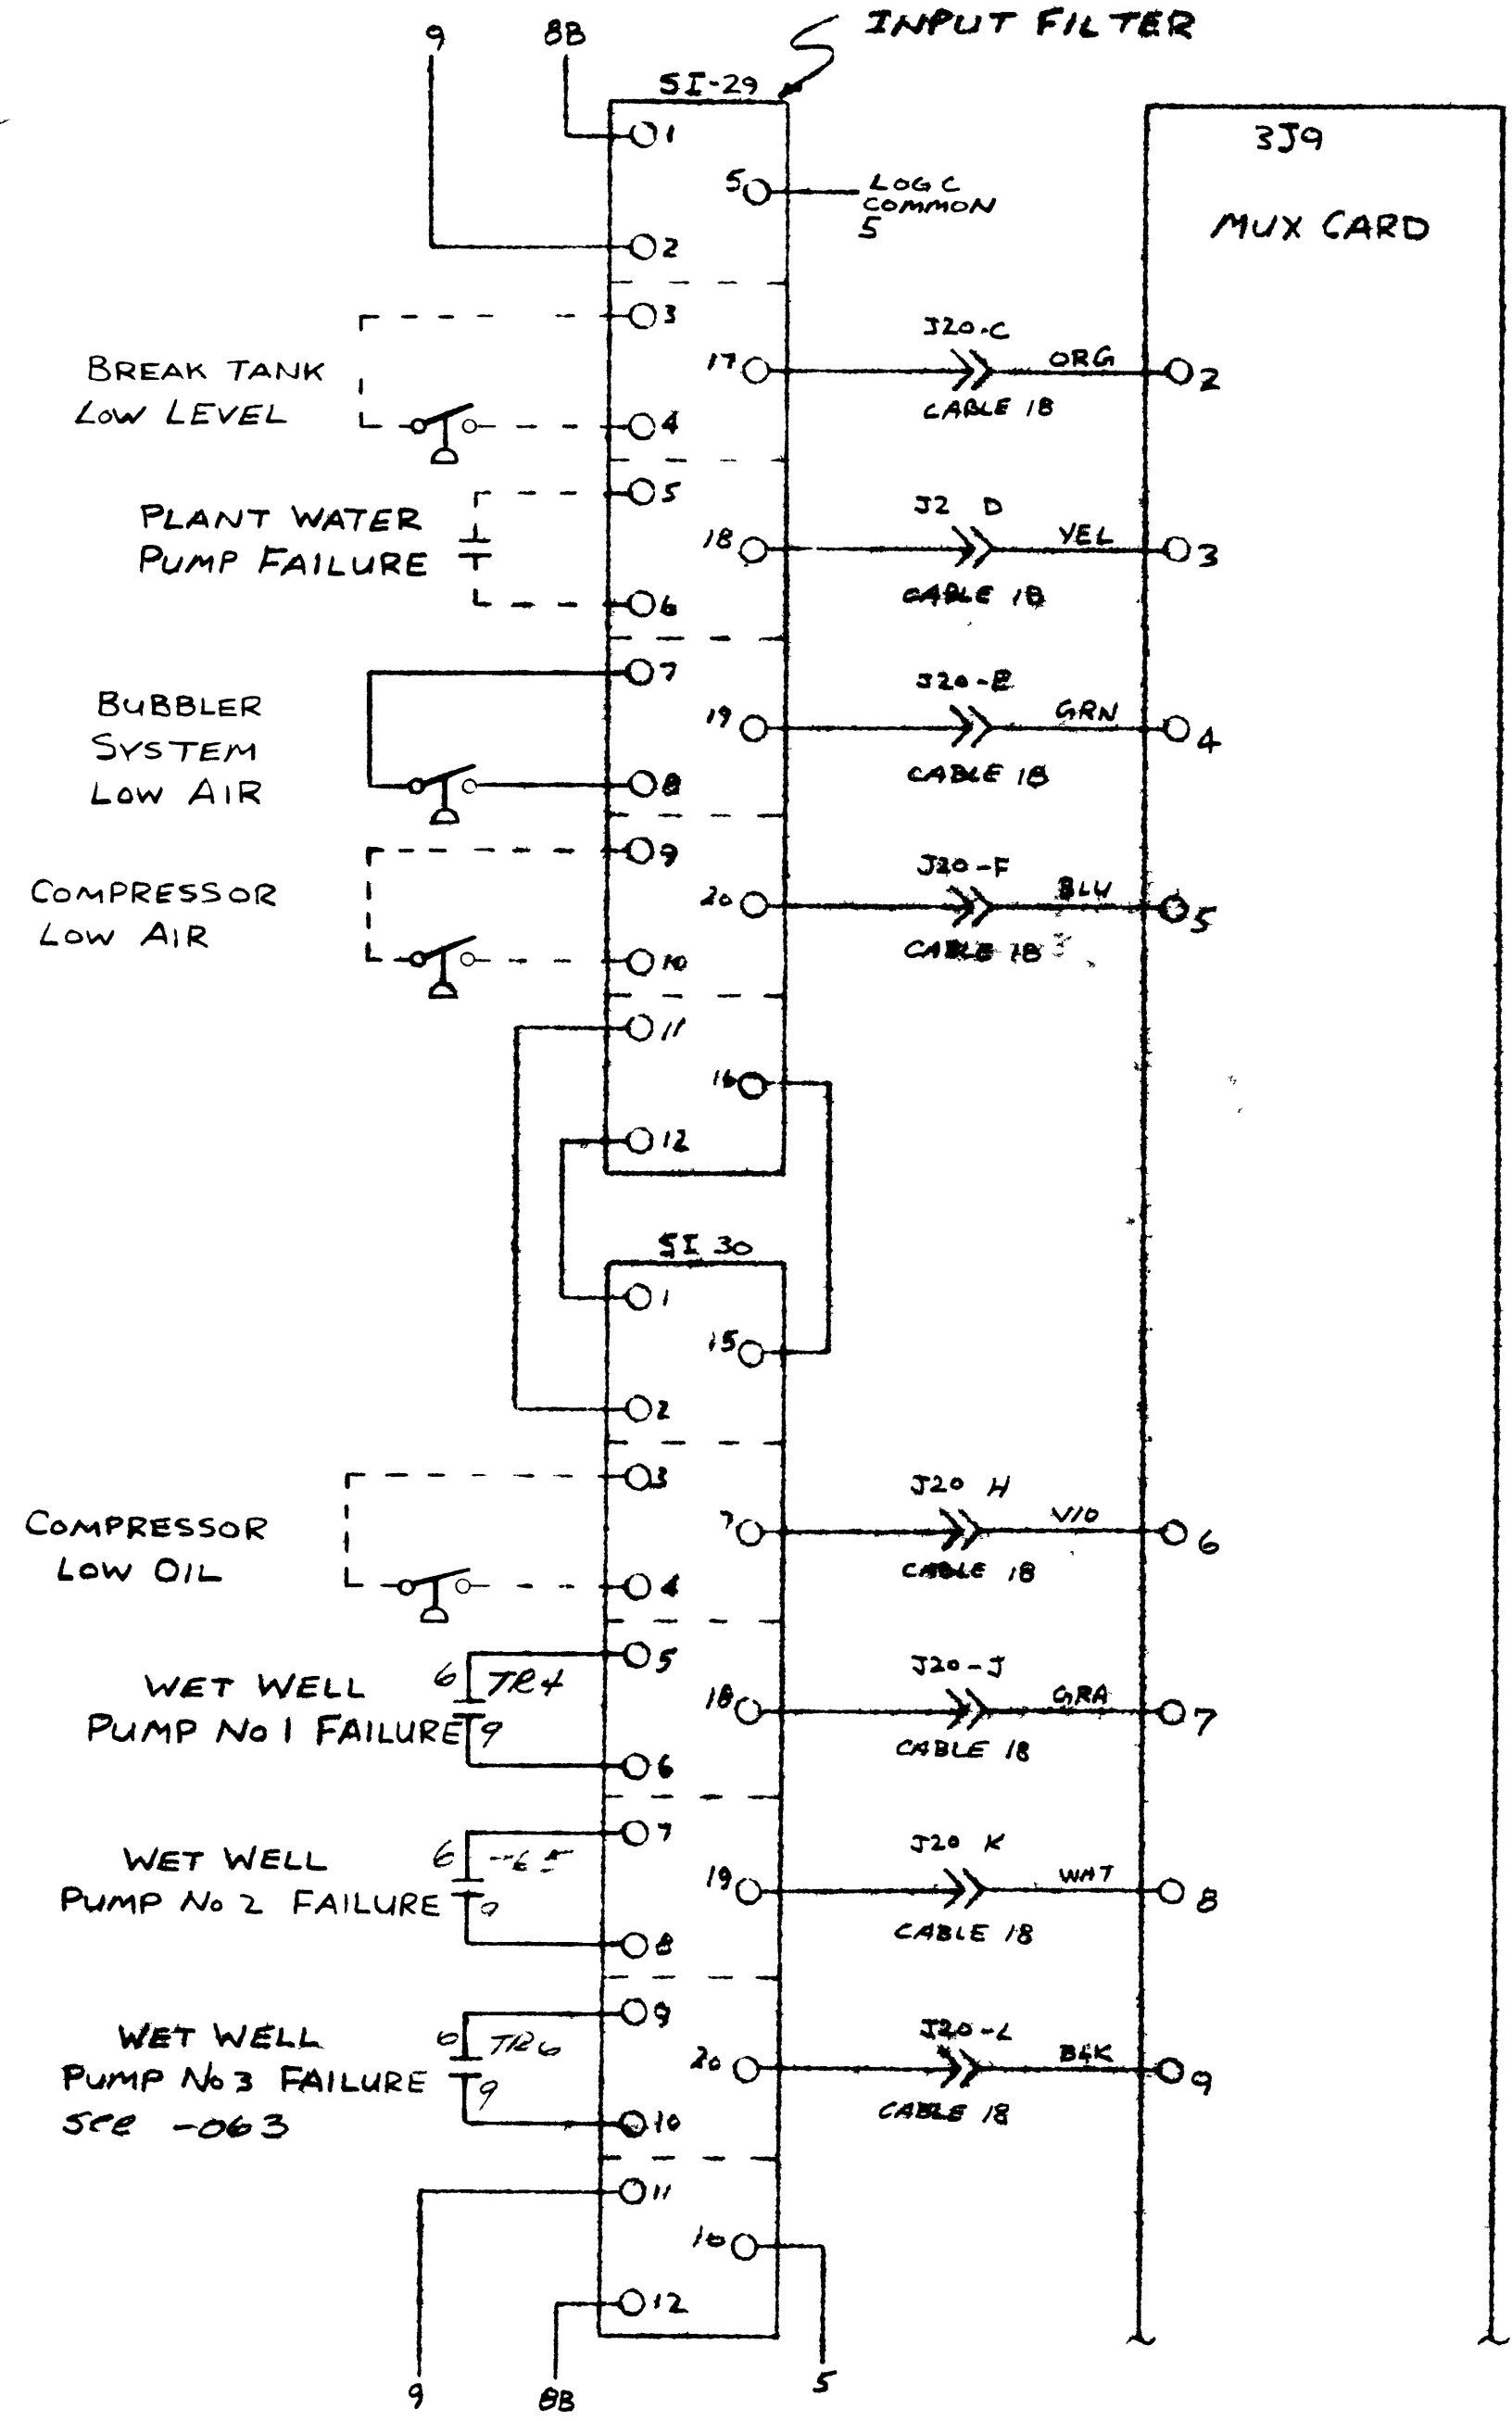 INPUT FILTER
9
8B
SI-29
1
5
LOG C
COMMON
5
2
3J9
MUX CARD
3
BREAK TANK
LOW LEVEL
4
17
J20-C
ORG
2
CABLE 18
5
PLANT WATER
PUMP FAILURE
6
18
J2 D
YEL
3
CABLE 18
7
BUBBLER
SYSTEM
LOW AIR
8
19
J20-E
GRN
4
CABLE 18
9
COMPRESSOR
LOW AIR
10
20
J20-F
BLU
5
CABLE 18
11
16
12
SI 30
1
15
2
3
COMPRESSOR
LOW OIL
4
7
J20 H
VIO
6
CABLE 18
5
WET WELL
PUMP No 1 FAILURE
6 TR4
9
6
18
J20-J
GRA
7
CABLE 18
7
WET WELL
PUMP No 2 FAILURE
6
8
19
J20 K
WHT
8
CABLE 18
9
WET WELL
PUMP No 3 FAILURE
see -063
6 TR6
9
10
20
J20-L
BLK
9
CABLE 18
11
16
12
9
8B
5